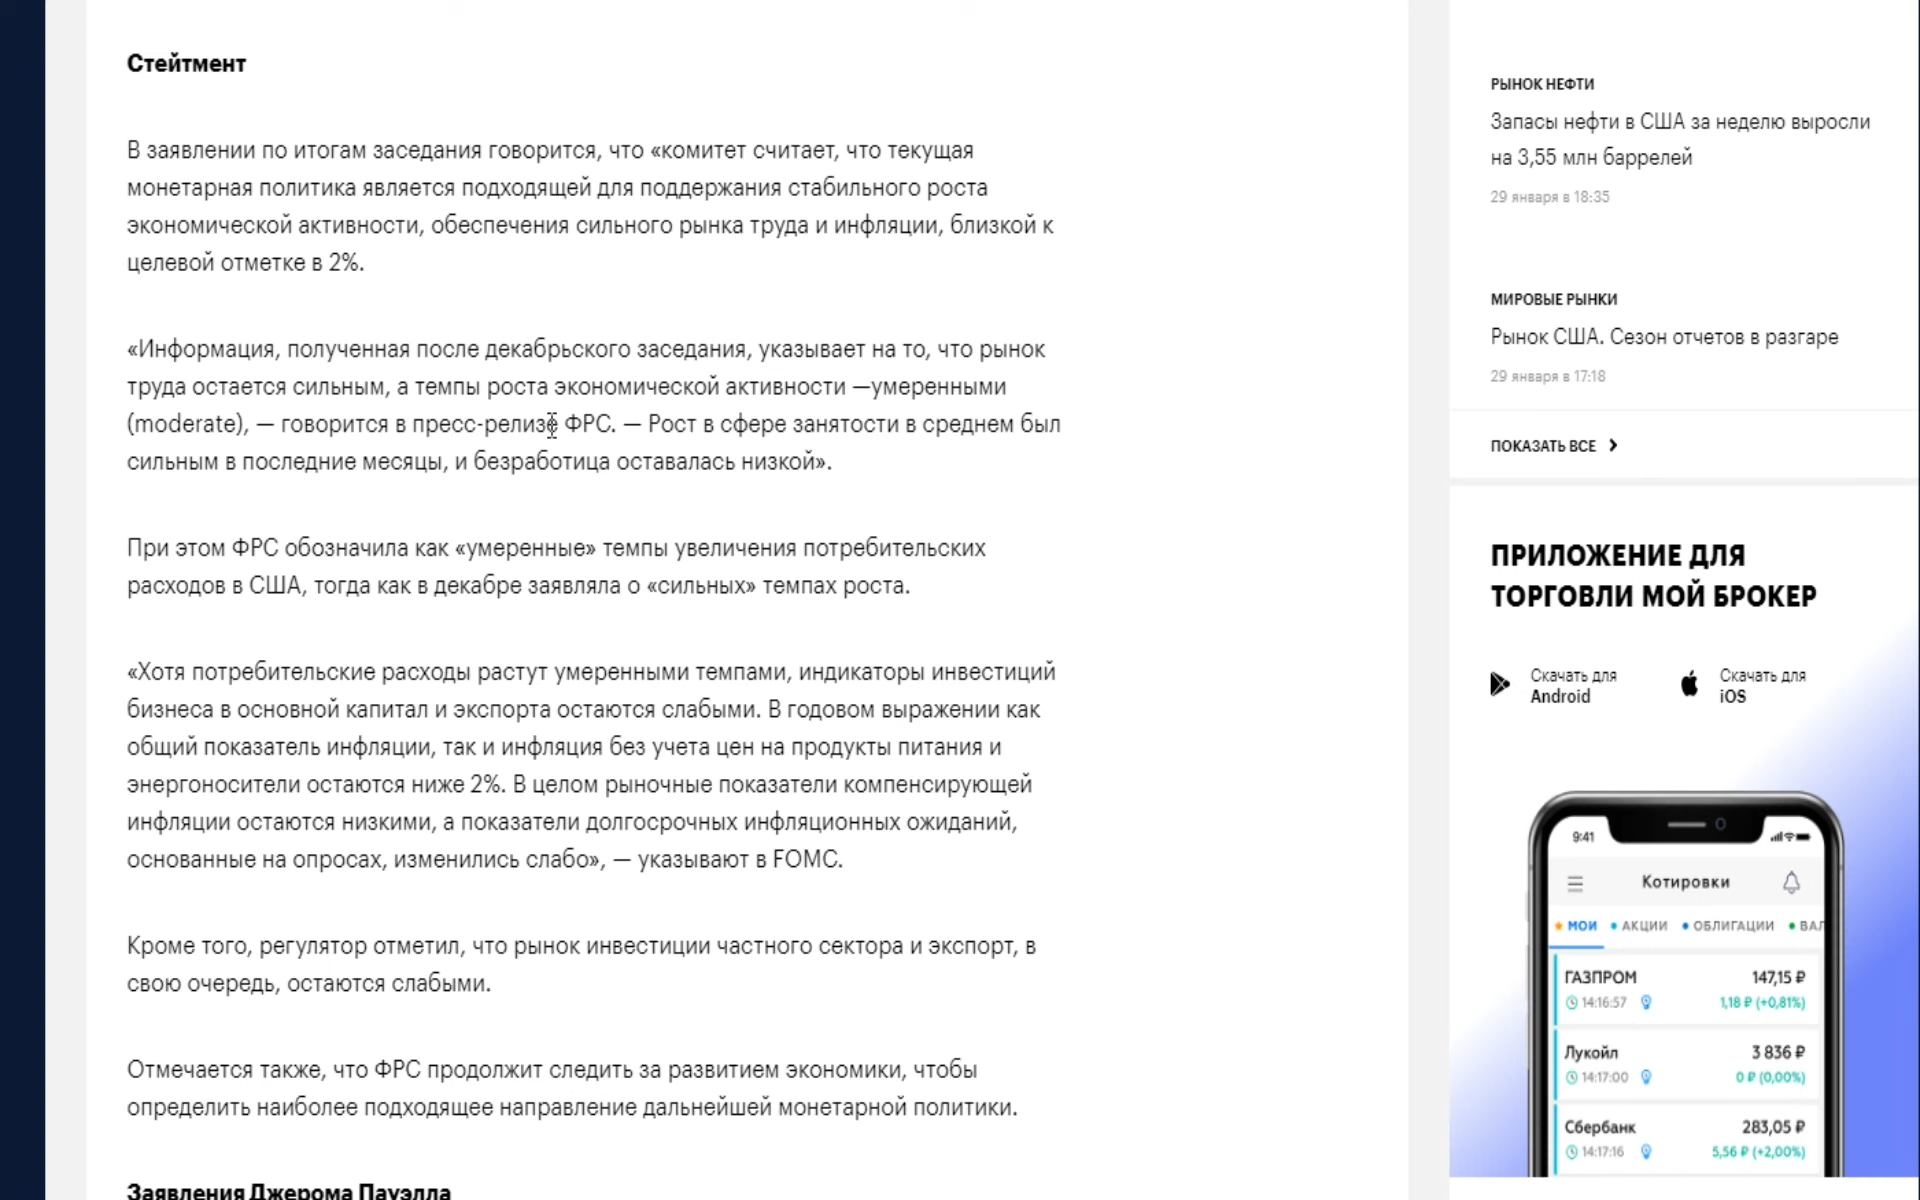 Стейтмент
В заявлении по итогам заседания говорится, что «комитет считает, что текущая
монетарная политика является подходящей для поддержания стабильного роста
экономической активности, обеспечения сильного рынка труда и инфляции, близкой к
целевой отметке в 2%.
«Информация, полученная после декабрьского заседания, указывает на то, что рынок
труда остается сильным, а темпы роста экономической активности —умеренными
(moderate), — говорится в пресс-релизе ФРС. — Рост в сфере занятости в среднем был
сильным в последние месяцы, и безработица оставалась низкой».
При этом ФРС обозначила как «умеренные» темпы увеличения потребительских
расходов в США, тогда как в декабре заявляла о «сильных» темпах роста.
«Хотя потребительские расходы растут умеренными темпами, индикаторы инвестиций
бизнеса в основной капитал и экспорта остаются слабыми. В годовом выражении как
общий показатель инфляции, так и инфляция без учета цен на продукты питания и
энергоносители остаются ниже 2%. В целом рыночные показатели компенсирующей
инфляции остаются низкими, а показатели долгосрочных инфляционных ожиданий,
основанные на опросах, изменились слабо», — указывают в FOMC.
Кроме того, регулятор отметил, что рынок инвестиции частного сектора и экспорт, в
свою очередь, остаются слабыми.
Отмечается также, что ФРС продолжит следить за развитием экономики, чтобы
определить наиболее подходящее направление дальнейшей монетарной политики.
Заявления Джерома Пауэлла
РЫНОК НЕФТИ
Запасы нефти в США за неделю выросли
на 3,55 млн баррелей
29 января в 18:35
МИРОВЫЕ РЫНКИ
Рынок США. Сезон отчетов в разгаре
29 января в 17:18
ПОКАЗАТЬ ВСЕ
ПРИЛОЖЕНИЕ ДЛЯ
ТОРГОВЛИ МОЙ БРОКЕР
Скачать для Android
Скачать для iOS
9:41
Котировки
МОИ АКЦИИ ОБЛИГАЦИИ ВАЛ
ГАЗПРОМ 147,15 ₽
14:16:57 1,18 ₽ (+0,81%)
Лукойл 3 836 ₽
14:17:00 0 ₽ (0,00%)
Сбербанк 283,05 ₽
14:17:16 5,56 ₽ (+2,00%)